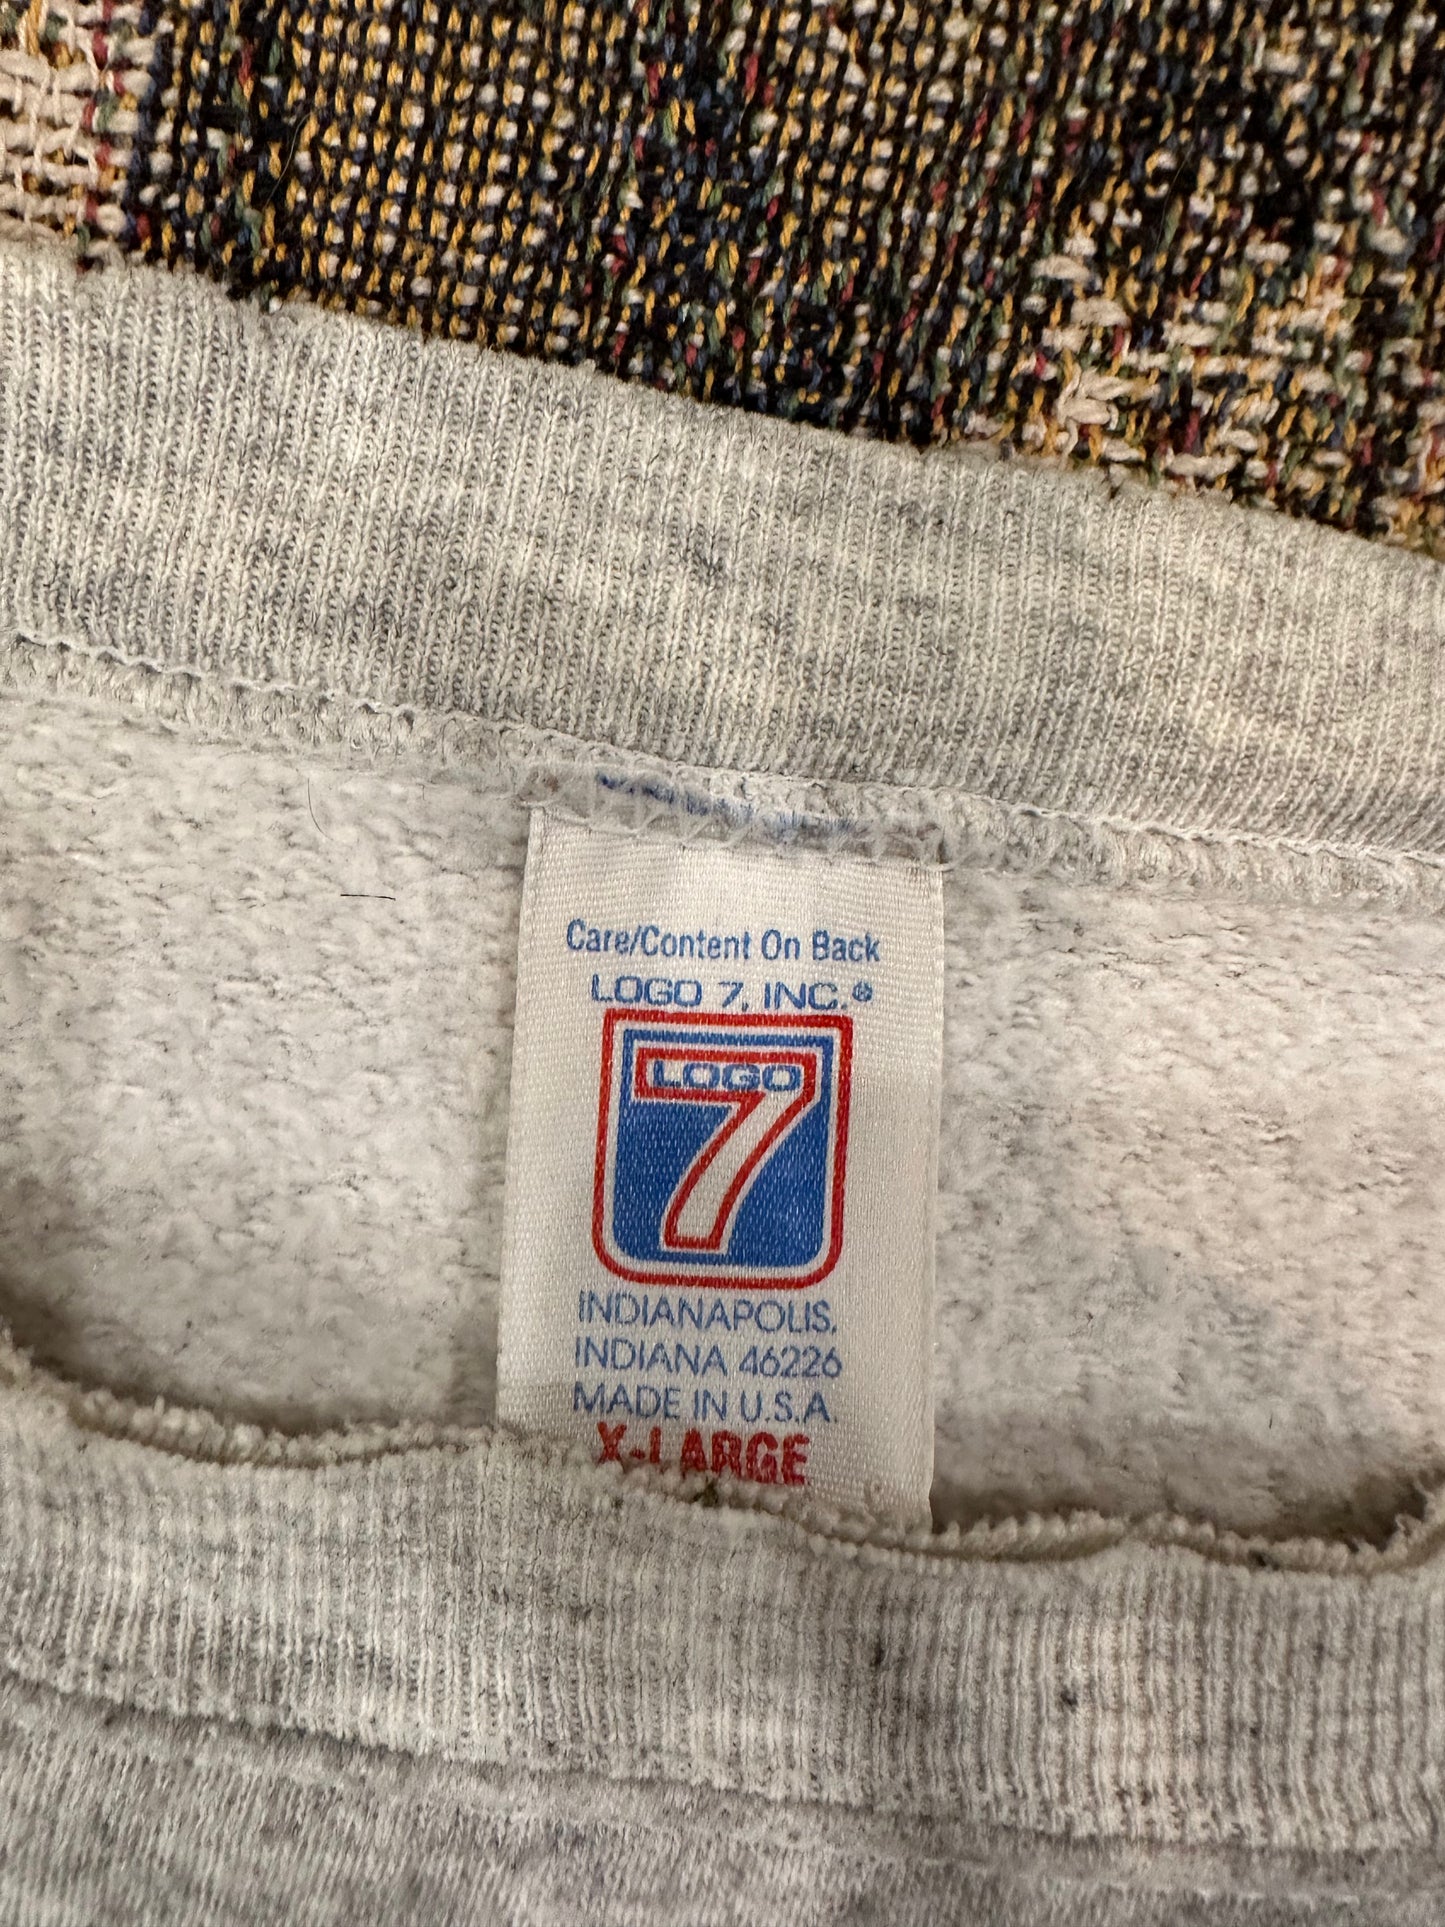 Care/Content On Back
LOGO 7, INC.®
LOGO
7
INDIANAPOLIS,
INDIANA 46226
MADE IN U.S.A.
X-LARGE